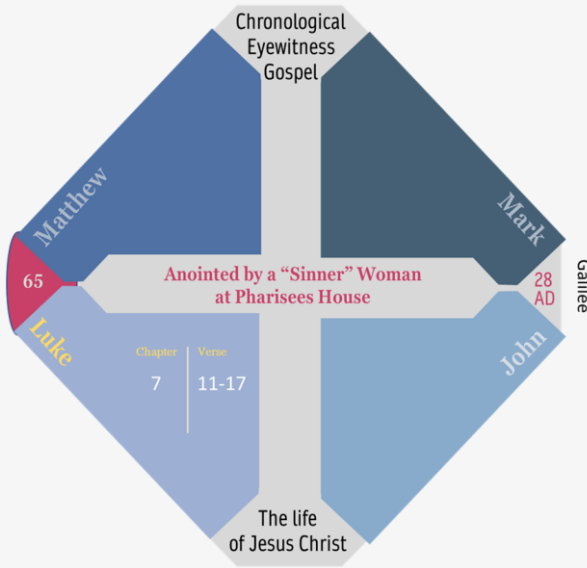 Chronological
Eyewitness
Gospel
Matthew
Mark
65
Anointed by a “Sinner” Woman
at Pharisees House
28
AD
Galilee
Luke
John
Chapter
Verse
7
11-17
The life
of Jesus Christ